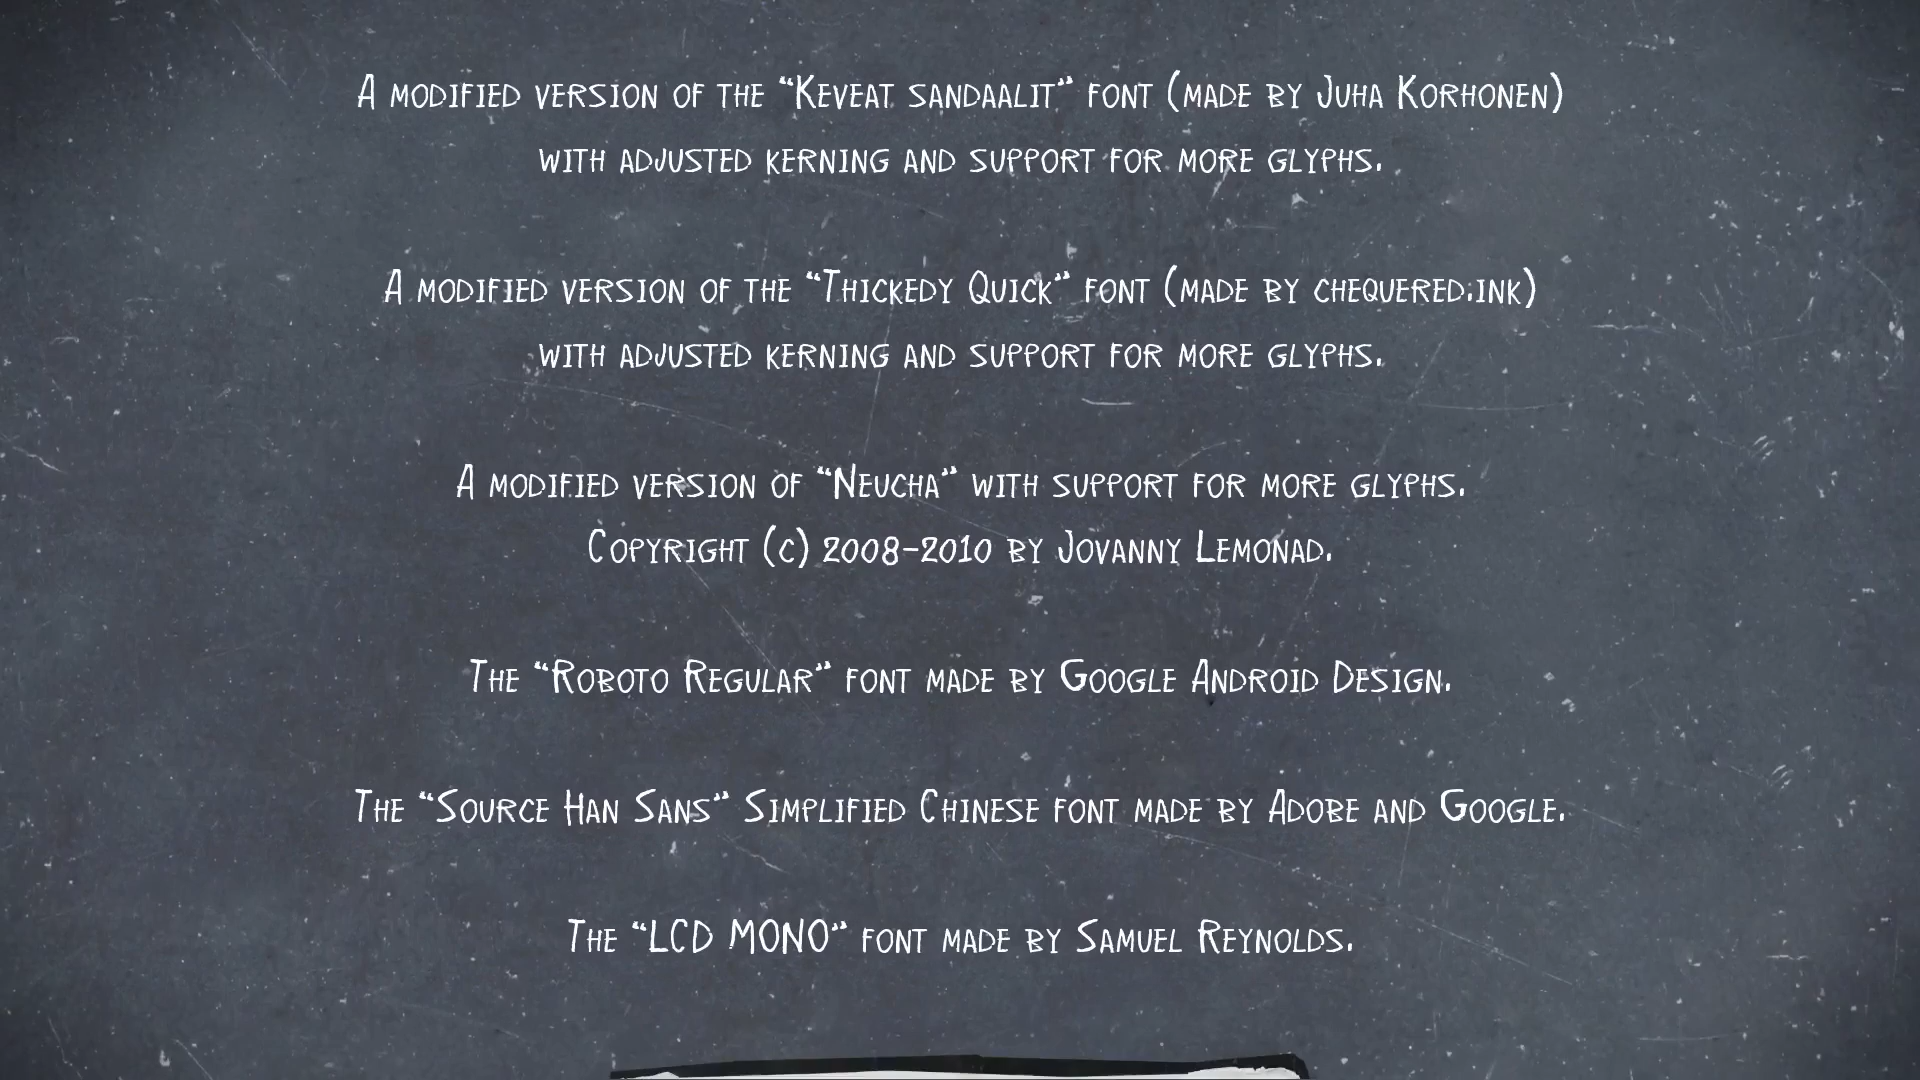 A modified version of the “Keveat sandaalit” font (made by Juha Korhonen)
with adjusted kerning and support for more glyphs.
A modified version of the “Thickedy Quick” font (made by chequered.ink)
with adjusted kerning and support for more glyphs.
A modified version of “Neucha” with support for more glyphs.
Copyright (c) 2008-2010 by Jovanny Lemonad.
The “Roboto Regular” font made by Google Android Design.
The “Source Han Sans” Simplified Chinese font made by Adobe and Google.
The “LCD MONO” font made by Samuel Reynolds.